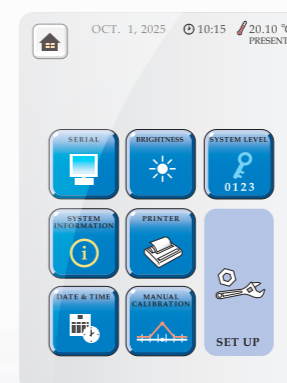 OCT. 1, 2025 10:15 20.10 °C
PRESENT
SERIAL
BRIGHTNESS
SYSTEM LEVEL
0123
SYSTEM
INFORMATION
i
PRINTER
DATE & TIME
MANUAL
CALIBRATION
SET UP